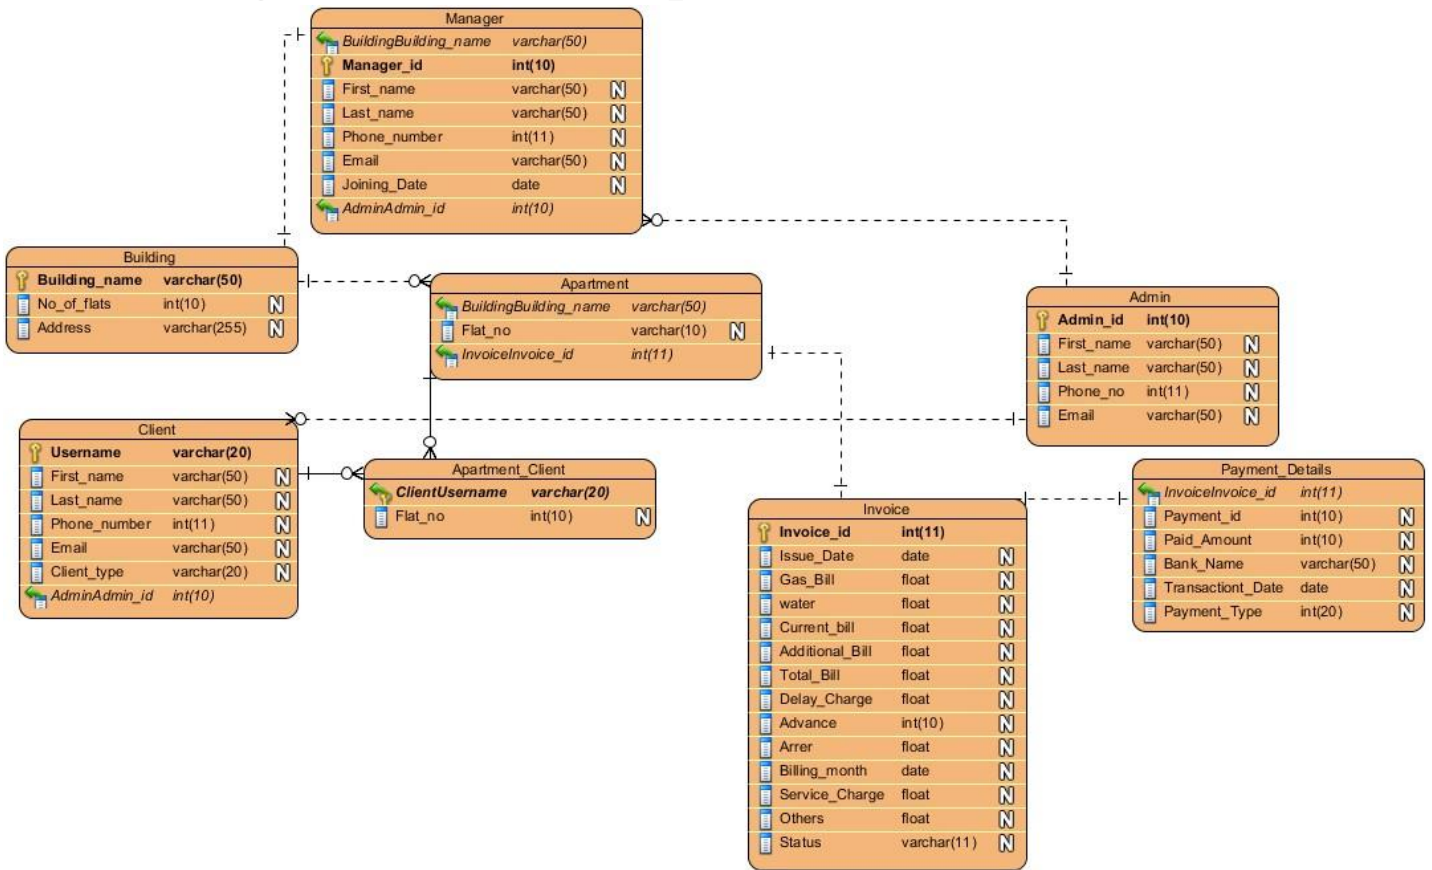 Manager
BuildingBuilding_name varchar(50)
Manager_id int(10)
First_name varchar(50) N
Last_name varchar(50) N
Phone_number int(11) N
Email varchar(50) N
Joining_Date date N
AdminAdmin_id int(10)
Building
Building_name varchar(50)
No_of_flats int(10) N
Address varchar(255) N
Apartment
BuildingBuilding_name varchar(50)
Flat_no varchar(10) N
InvoiceInvoice_id int(11)
Admin
Admin_id int(10)
First_name varchar(50) N
Last_name varchar(50) N
Phone_no int(11) N
Email varchar(50) N
Client
Username varchar(20)
First_name varchar(50) N
Last_name varchar(50) N
Phone_number int(11) N
Email varchar(50) N
Client_type varchar(20) N
AdminAdmin_id int(10)
Apartment_Client
ClientUsername varchar(20)
Flat_no int(10) N
Invoice
Invoice_id int(11)
Issue_Date date N
Gas_Bill float N
water float N
Current_bill float N
Additional_Bill float N
Total_Bill float N
Delay_Charge float N
Advance int(10) N
Arrer float N
Billing_month date N
Service_Charge float N
Others float N
Status varchar(11) N
Payment_Details
InvoiceInvoice_id int(11)
Payment_id int(10) N
Paid_Amount int(10) N
Bank_Name varchar(50) N
Transactiont_Date date N
Payment_Type int(20) N